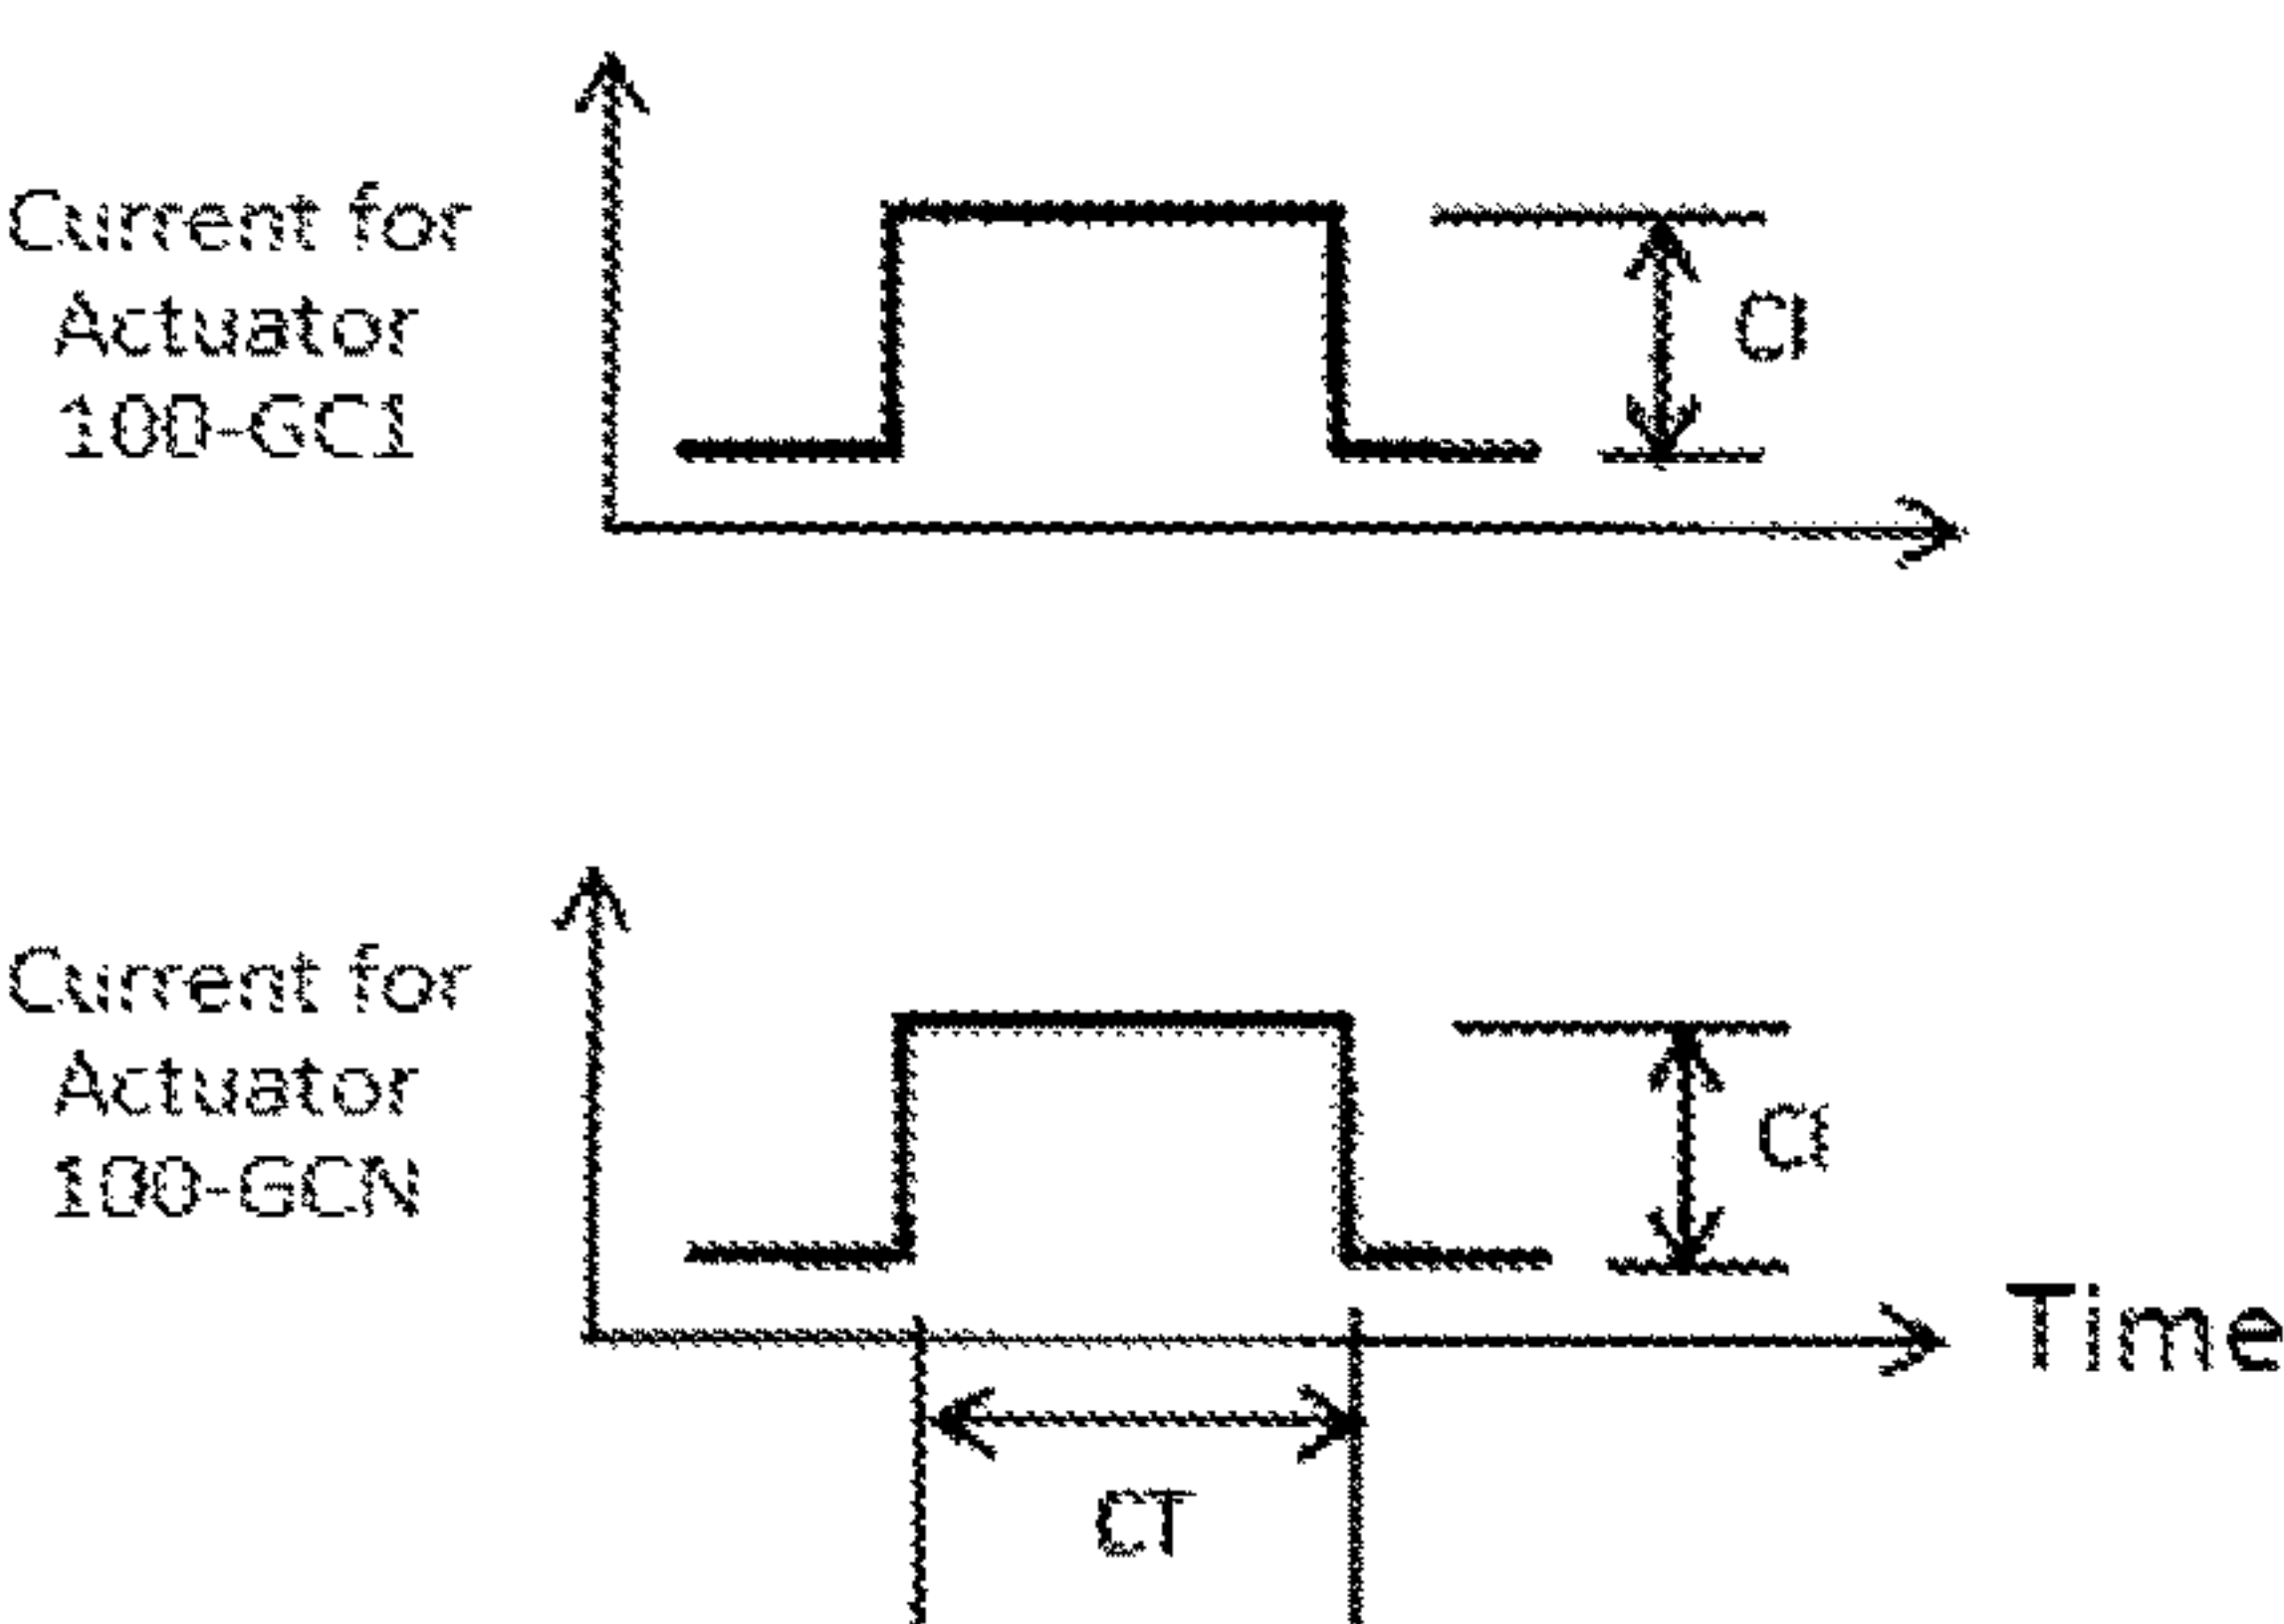 Current for
Actuator
100-GC1
CI
Current for
Actuator
100-GCN
CI
Time
CT